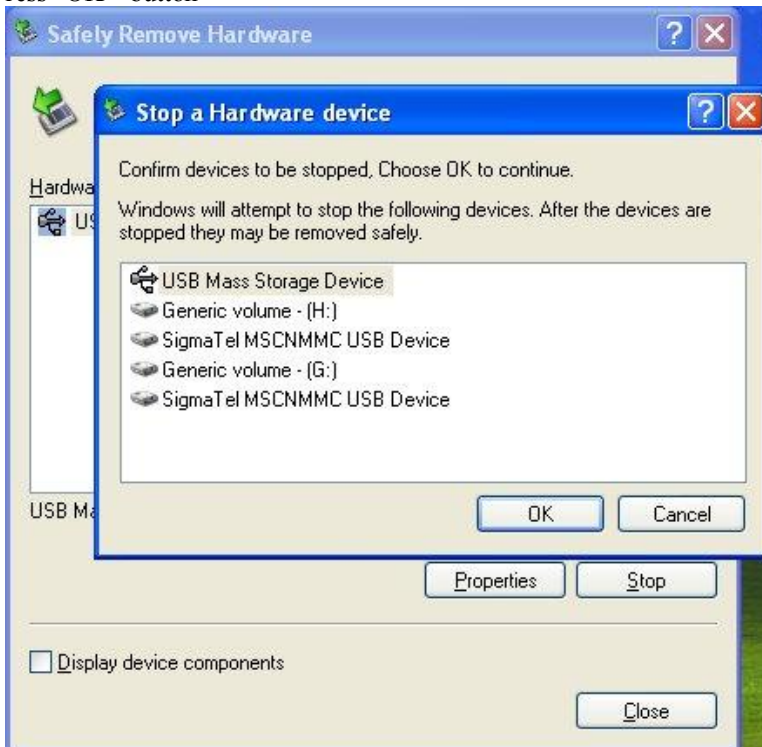 ress "OK" button
Safely Remove Hardware
Stop a Hardware device
Confirm devices to be stopped, Choose OK to continue.
Hardwa
Windows will attempt to stop the following devices. After the devices are
stopped they may be removed safely.
US
USB Mass Storage Device
Generic volume - (H:)
SigmaTel MSCNMMC USB Device
Generic volume - (G:)
SigmaTel MSCNMMC USB Device
USB Ma
OK Cancel
Properties Stop
Display device components
Close